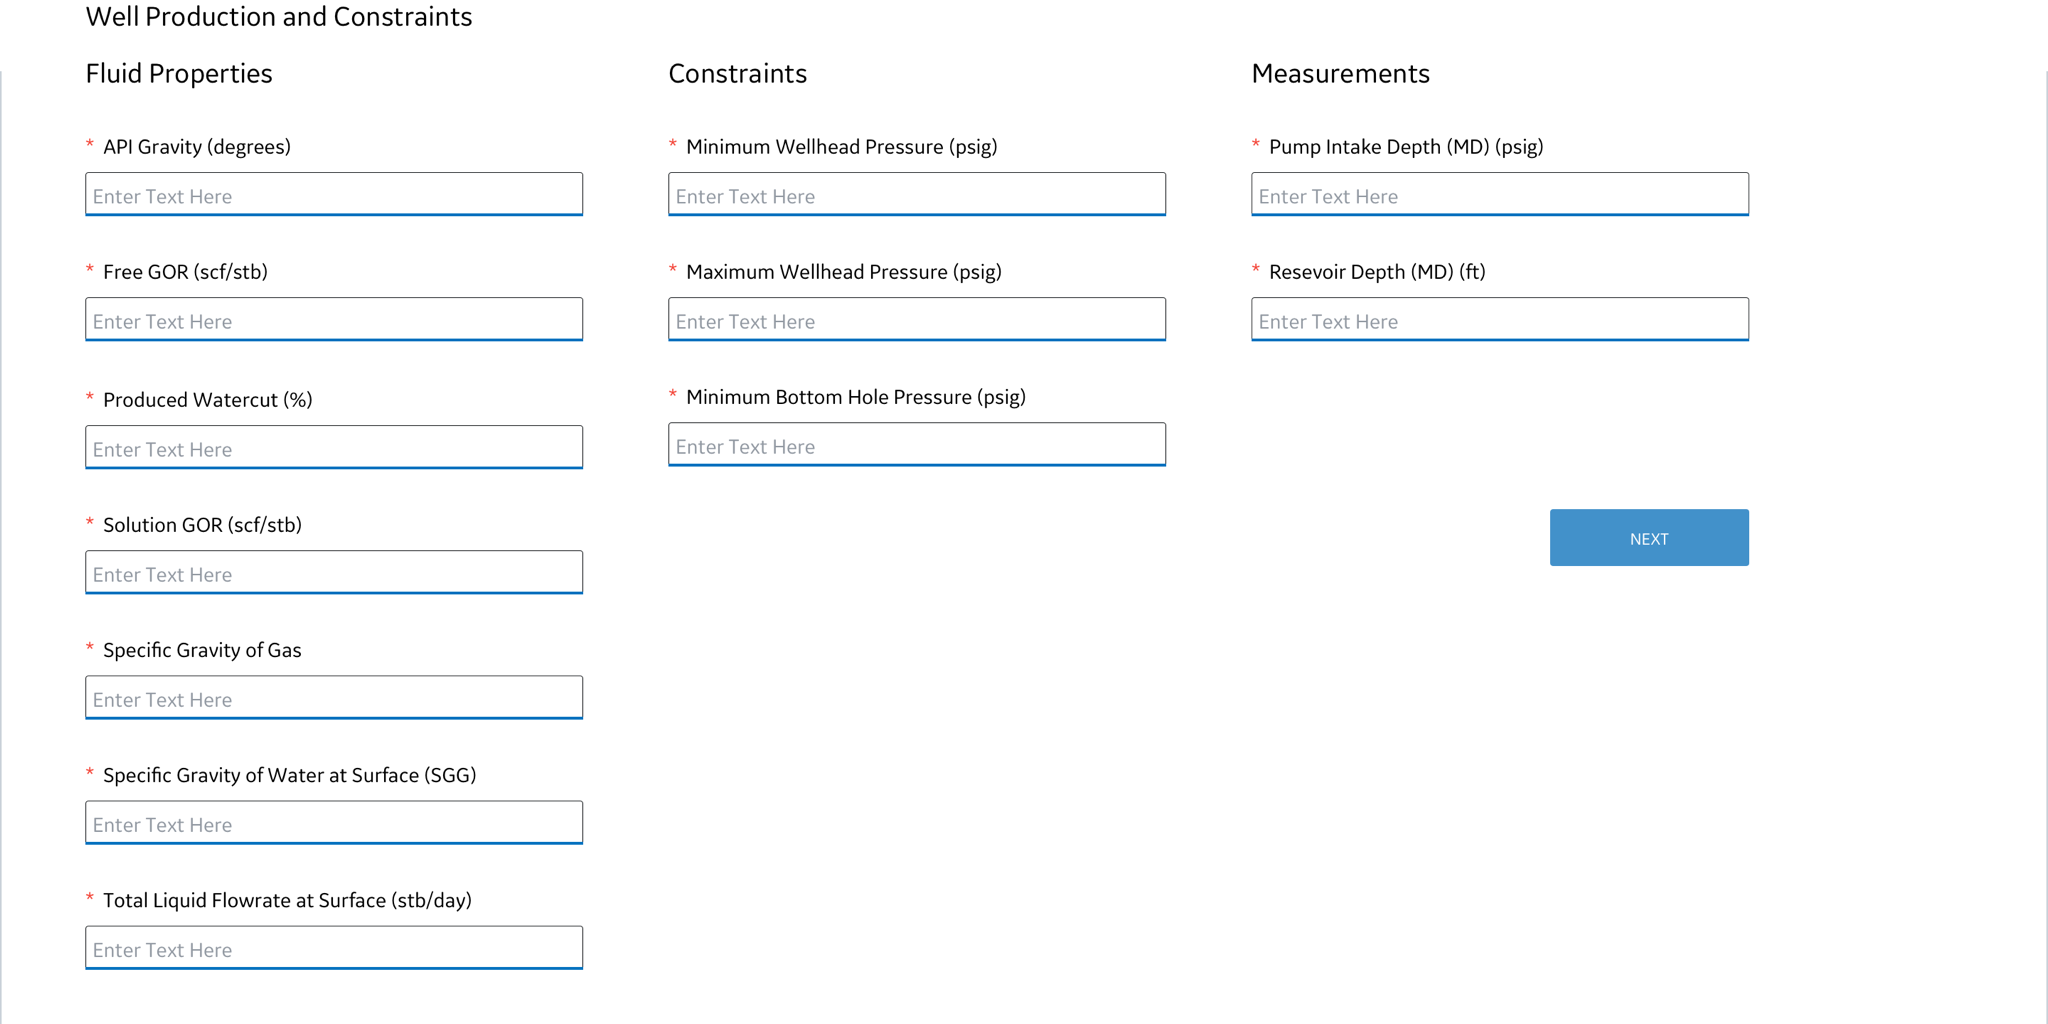 Well Production and Constraints
Fluid Properties
* API Gravity (degrees)
Enter Text Here
* Free GOR (scf/stb)
Enter Text Here
* Produced Watercut (%)
Enter Text Here
* Solution GOR (scf/stb)
Enter Text Here
* Specific Gravity of Gas
Enter Text Here
* Specific Gravity of Water at Surface (SGG)
Enter Text Here
* Total Liquid Flowrate at Surface (stb/day)
Enter Text Here
Constraints
* Minimum Wellhead Pressure (psig)
Enter Text Here
* Maximum Wellhead Pressure (psig)
Enter Text Here
* Minimum Bottom Hole Pressure (psig)
Enter Text Here
Measurements
* Pump Intake Depth (MD) (psig)
Enter Text Here
* Resevoir Depth (MD) (ft)
Enter Text Here
NEXT